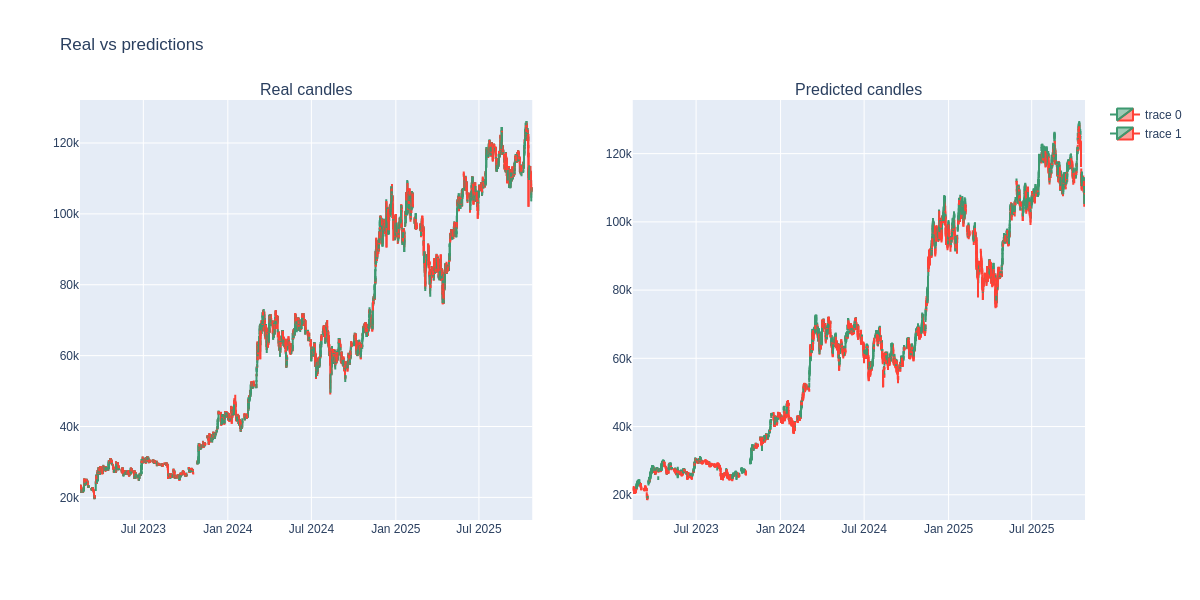 Real vs predictions
Real candles
120k
100k
80k
60k
40k
20k
Jul 2023
Jan 2024
Jul 2024
Jan 2025
Jul 2025
Predicted candles
120k
100k
80k
60k
40k
20k
Jul 2023
Jan 2024
Jul 2024
Jan 2025
Jul 2025
trace 0
trace 1